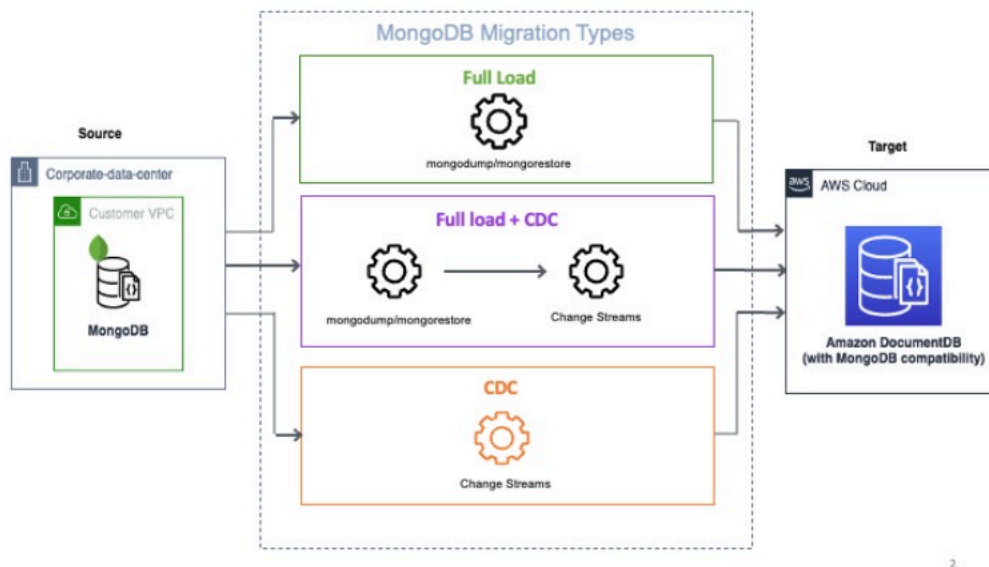 MongoDB Migration Types
Full Load
mongodump/mongorestore
Source
Corporate-data-center
Customer VPC
MongoDB
Full load + CDC
mongodump/mongorestore
Change Streams
CDC
Change Streams
Target
aws
AWS Cloud
{}
Amazon DocumentDB
(with MongoDB compatibility)
2